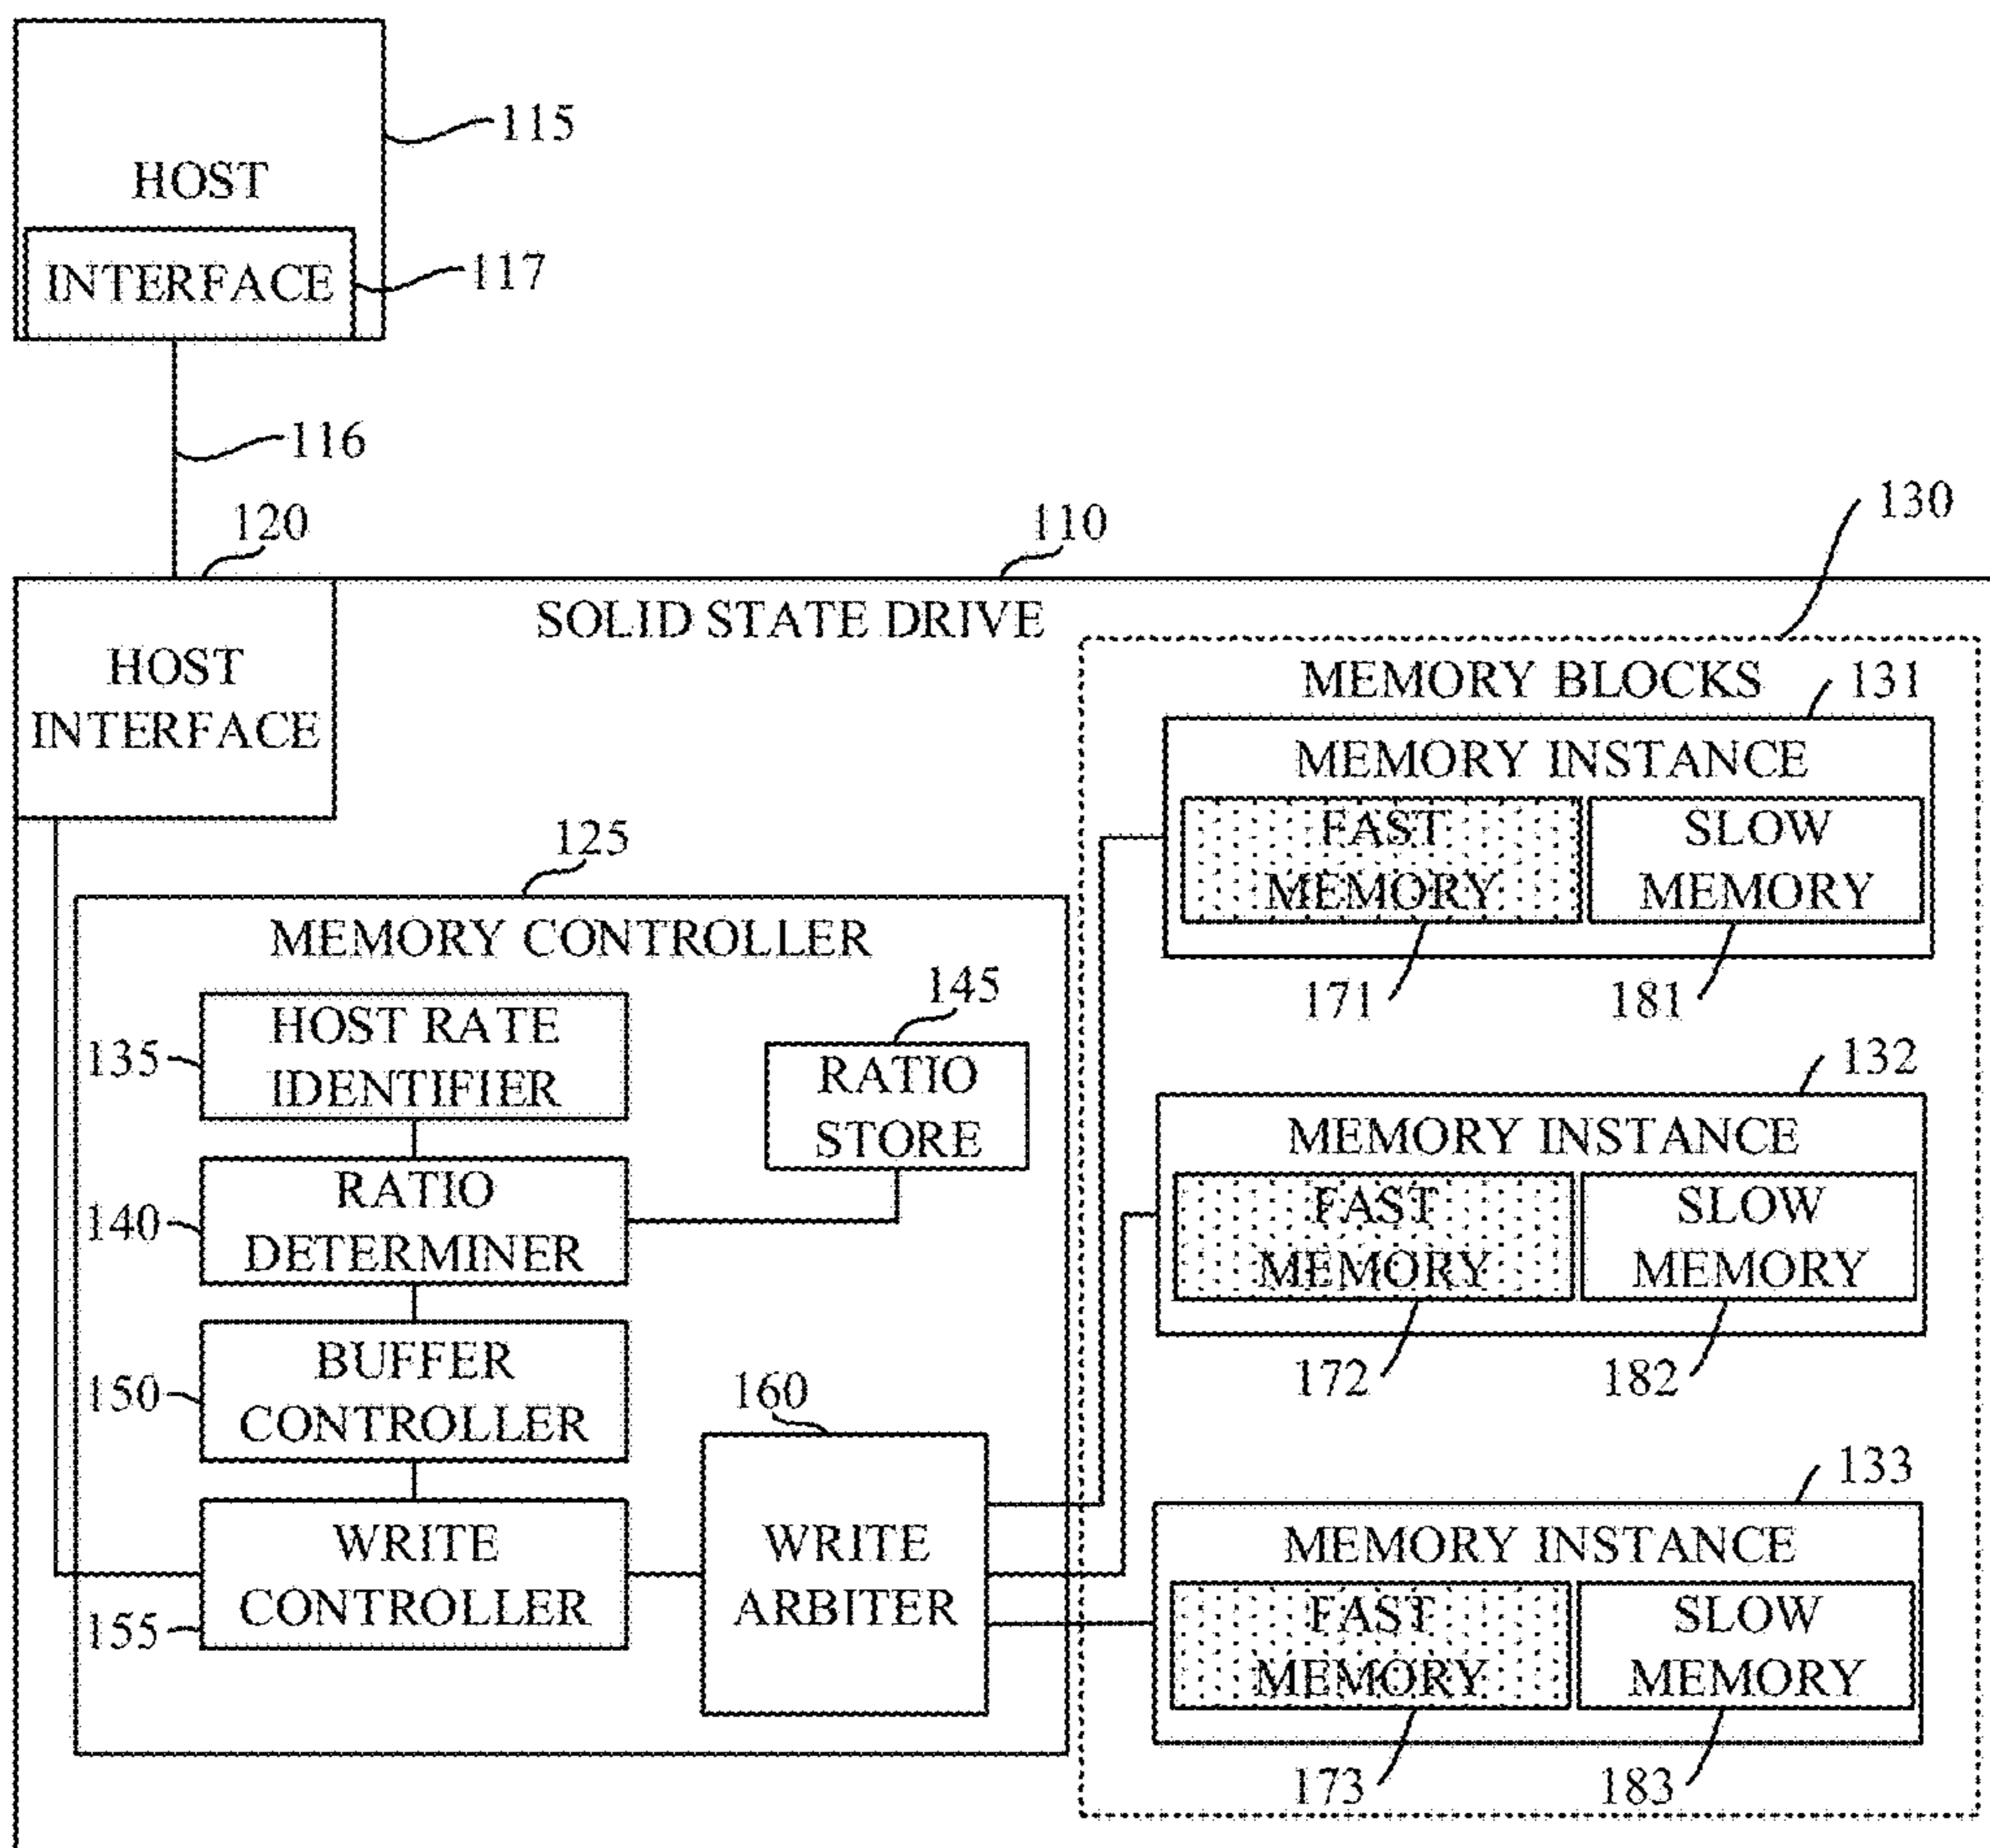 115
HOST
INTERFACE
117
116
120
110
130
SOLID STATE DRIVE
HOST
INTERFACE
MEMORY BLOCKS
131
MEMORY INSTANCE
FAST
MEMORY
SLOW
MEMORY
171
181
125
MEMORY CONTROLLER
145
135
HOST RATE
IDENTIFIER
RATIO
STORE
132
MEMORY INSTANCE
FAST
MEMORY
SLOW
MEMORY
172
182
140
RATIO
DETERMINER
150
BUFFER
CONTROLLER
160
133
WRITE
CONTROLLER
155
WRITE
ARBITER
MEMORY INSTANCE
FAST
MEMORY
SLOW
MEMORY
173
183